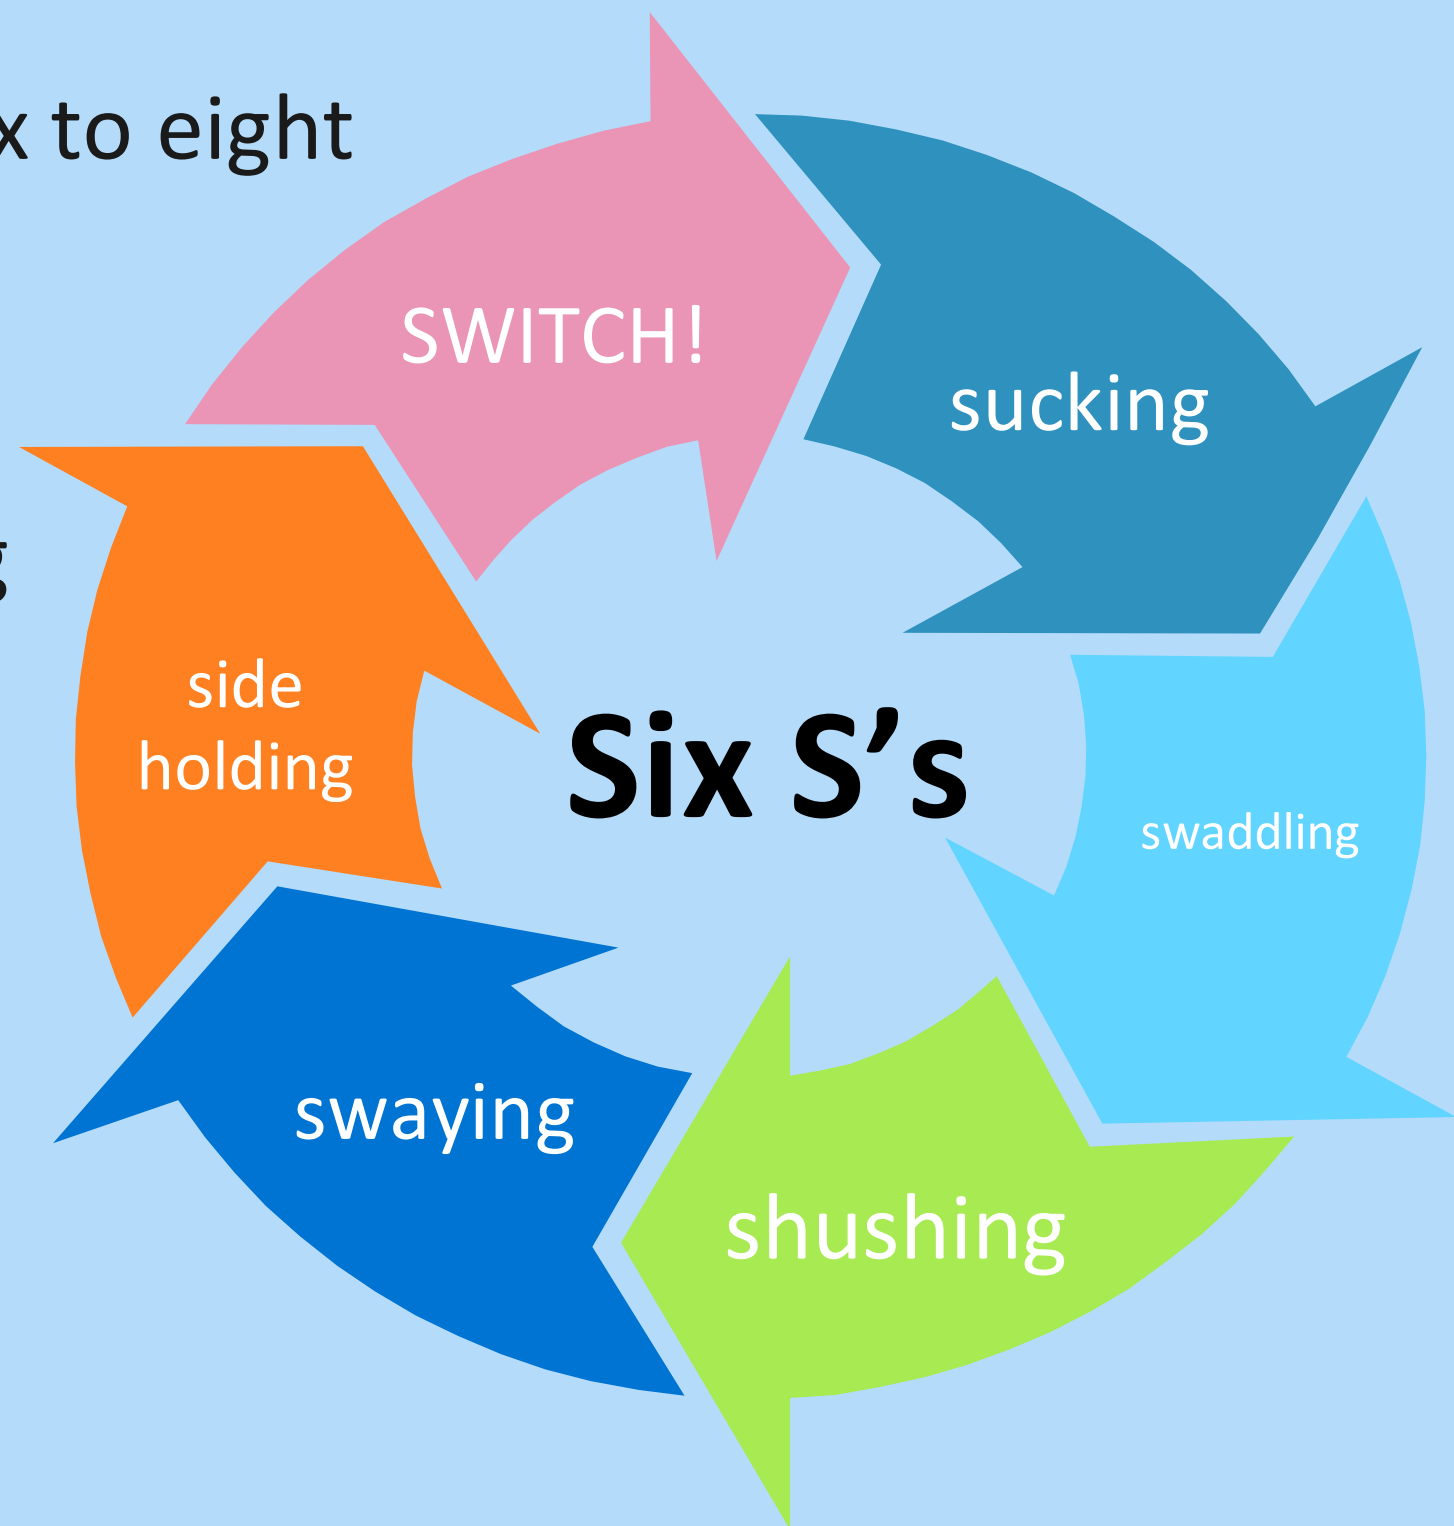 x to eight
SWITCH!
sucking
g
side
holding
Six S’s
swaddling
swaying
shushing